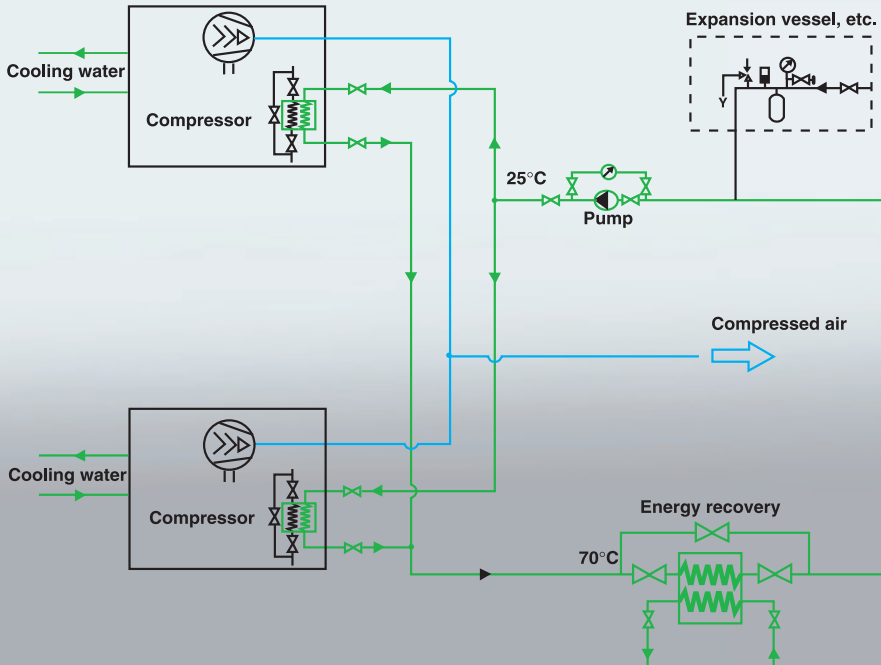 Expansion vessel, etc.
Cooling water
Compressor
Y
25°C
Pump
Compressed air
Cooling water
Compressor
Energy recovery
70°C